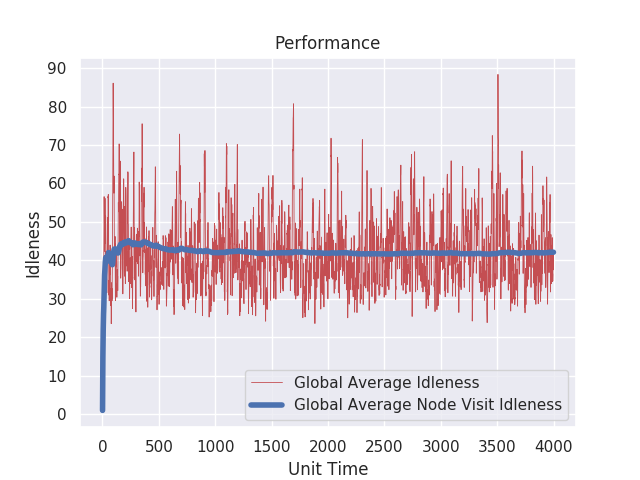 Performance
90
80
70
60
50
40
30
20
10
0
Idleness
Global Average Idleness
Global Average Node Visit Idleness
0 500 1000 1500 2000 2500 3000 3500 4000
Unit Time